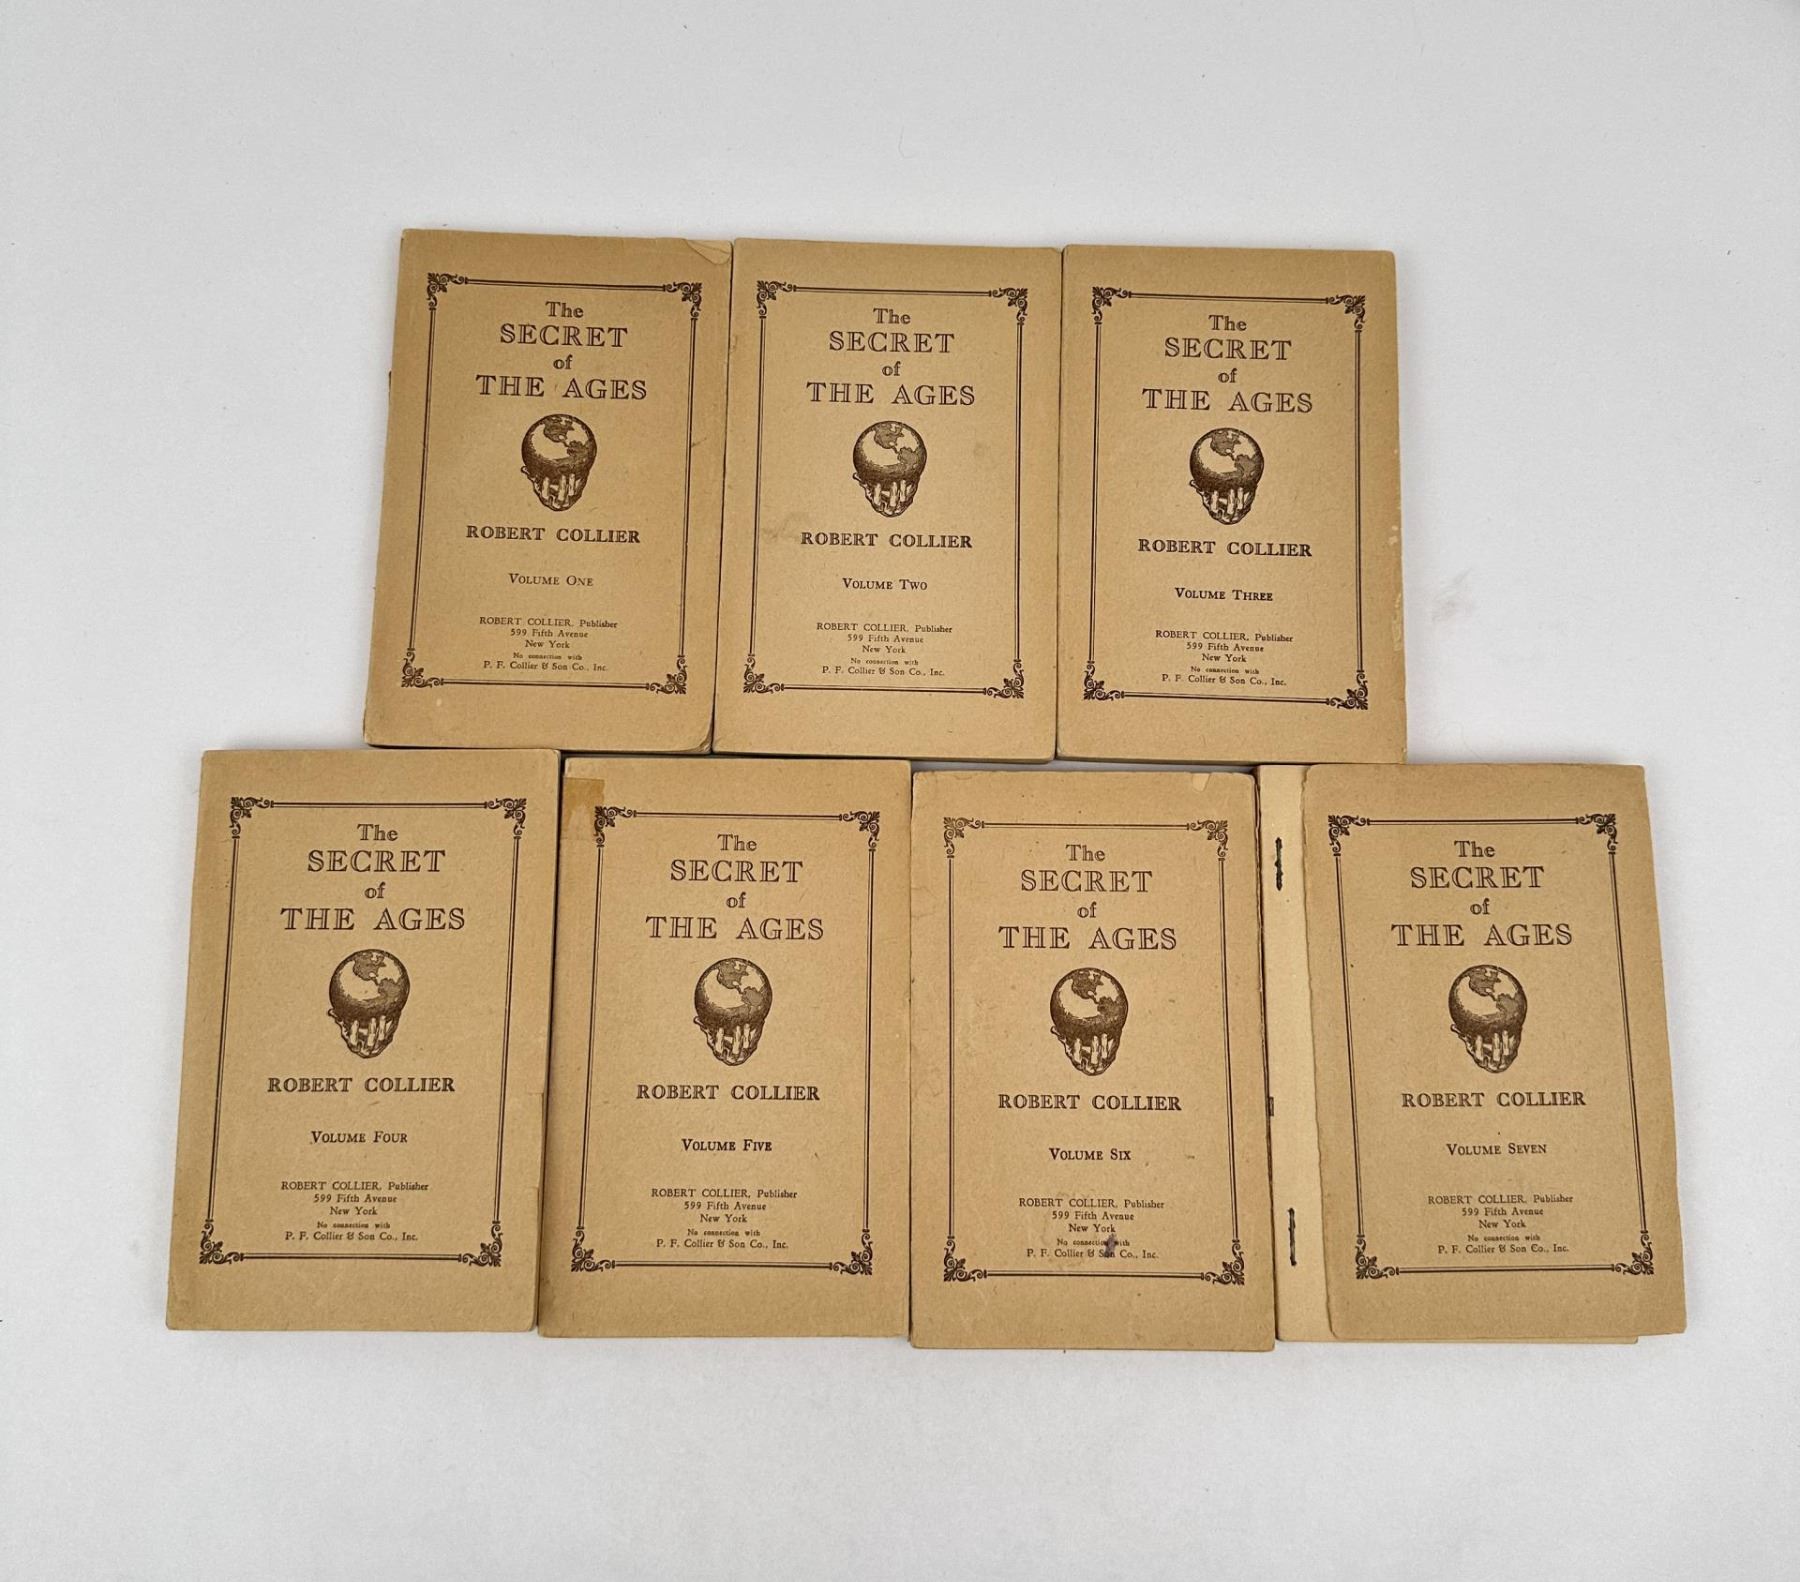 The
SECRET
of
THE AGES
ROBERT COLLIER
VOLUME ONE
ROBERT COLLIER, Publisher
599 Fifth Avenue
New York
No connection with
P. F. Collier & Son Co., Inc.
The
SECRET
of
THE AGES
ROBERT COLLIER
VOLUME TWO
ROBERT COLLIER, Publisher
599 Fifth Avenue
New York
No connection with
P. F. Collier & Son Co., Inc.
The
SECRET
of
THE AGES
ROBERT COLLIER
VOLUME THREE
ROBERT COLLIER, Publisher
599 Fifth Avenue
New York
No connection with
P. F. Collier & Son Co., Inc.
The
SECRET
of
THE AGES
ROBERT COLLIER
VOLUME FOUR
ROBERT COLLIER, Publisher
599 Fifth Avenue
New York
No connection with
P. F. Collier & Son Co., Inc.
The
SECRET
of
THE AGES
ROBERT COLLIER
VOLUME FIVE
ROBERT COLLIER, Publisher
599 Fifth Avenue
New York
No connection with
P. F. Collier & Son Co., Inc.
The
SECRET
of
THE AGES
ROBERT COLLIER
VOLUME SIX
ROBERT COLLIER, Publisher
599 Fifth Avenue
New York
No connection with
P. F. Collier & Son Co., Inc.
The
SECRET
of
THE AGES
ROBERT COLLIER
VOLUME SEVEN
ROBERT COLLIER, Publisher
599 Fifth Avenue
New York
No connection with
P. F. Collier & Son Co., Inc.